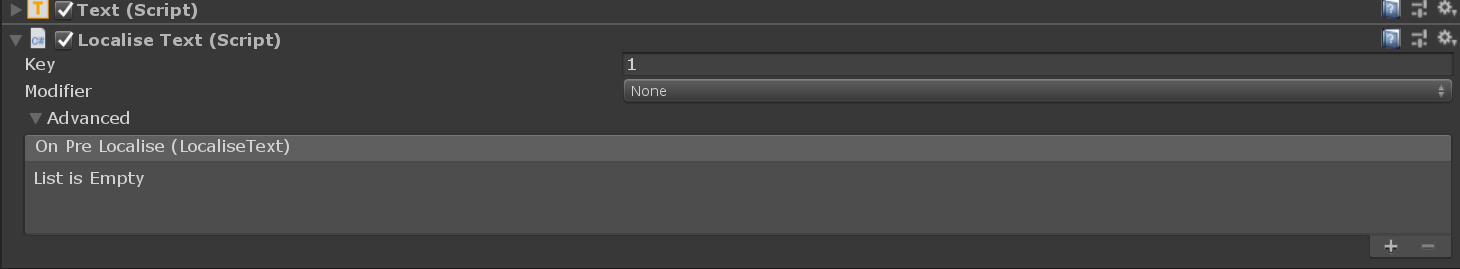 Text (Script)
Localise Text (Script)
Key 1
Modifier None
Advanced
On Pre Localise (LocaliseText)
List is Empty